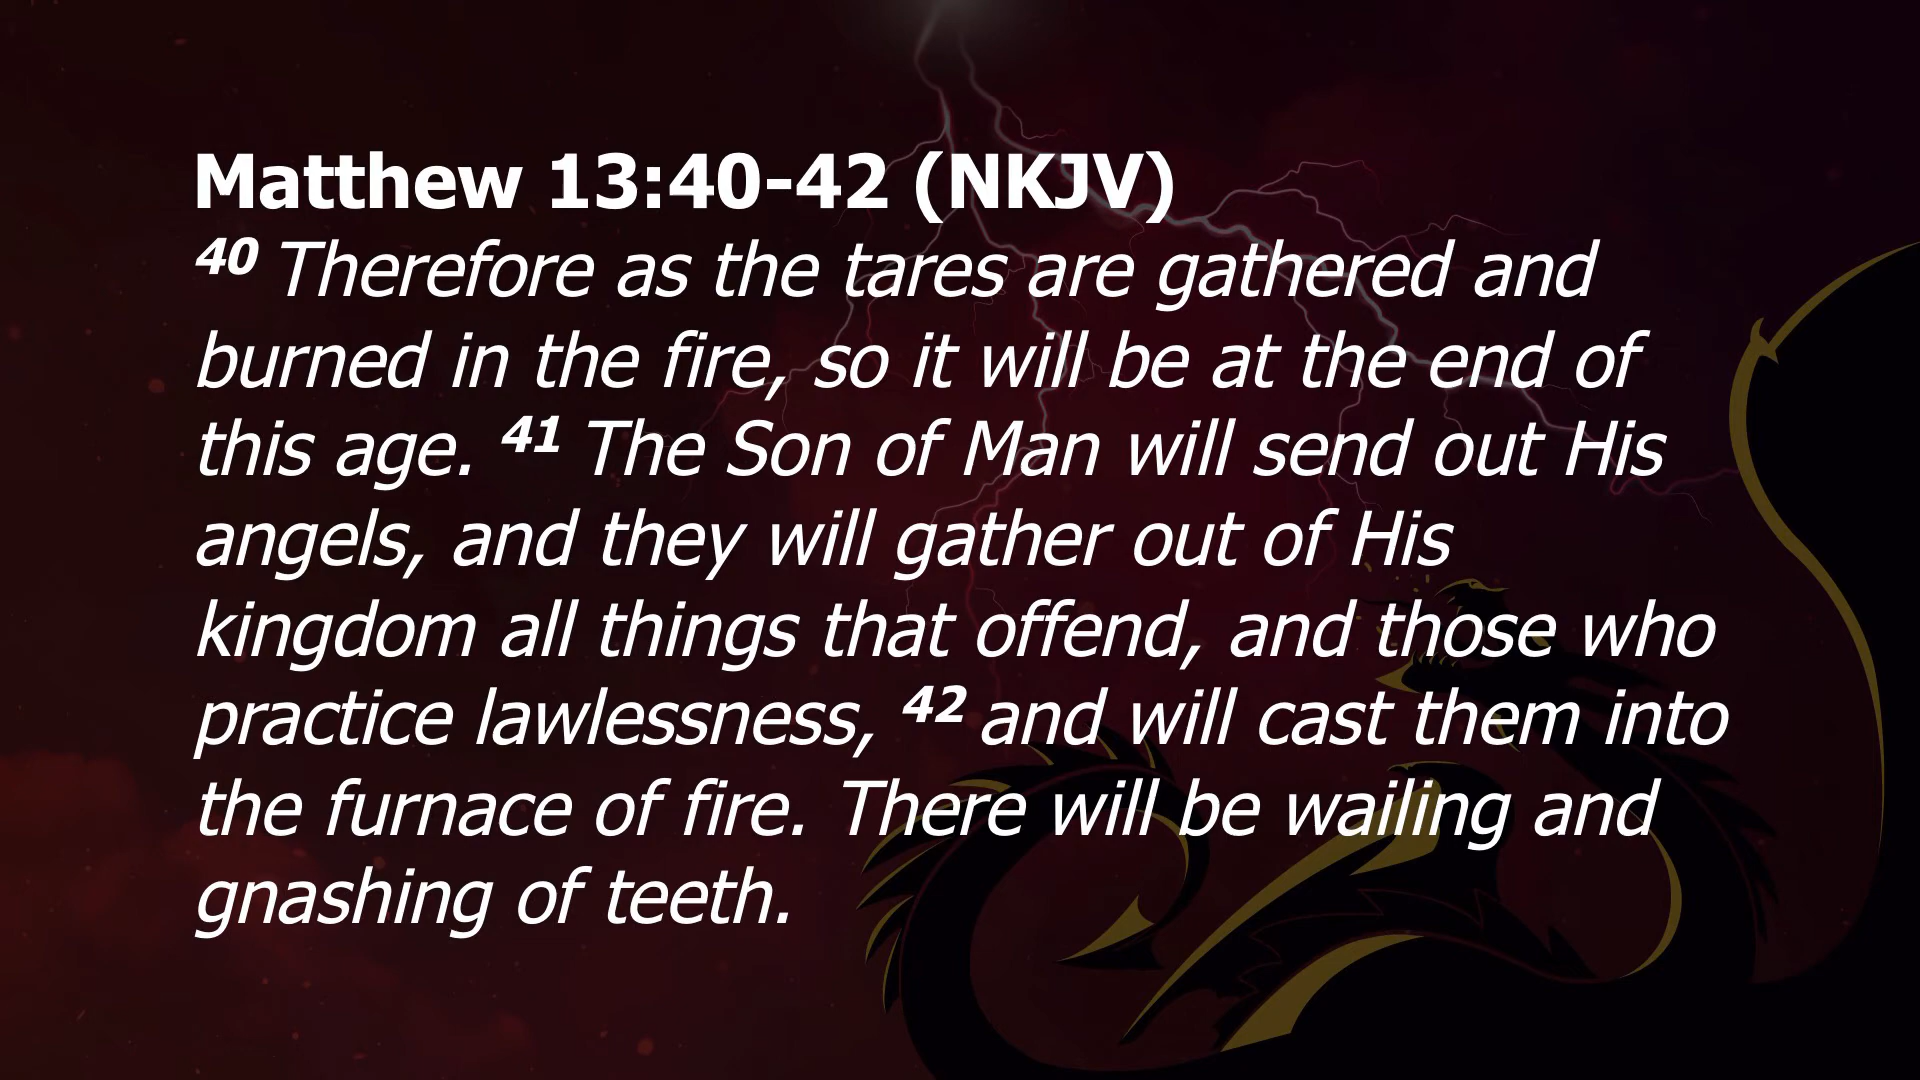 Matthew 13:40-42 (NKJV)
40 Therefore as the tares are gathered and
burned in the fire, so it will be at the end of
this age. 41 The Son of Man will send out His
angels, and they will gather out of His
kingdom all things that offend, and those who
practice lawlessness, 42 and will cast them into
the furnace of fire. There will be wailing and
gnashing of teeth.